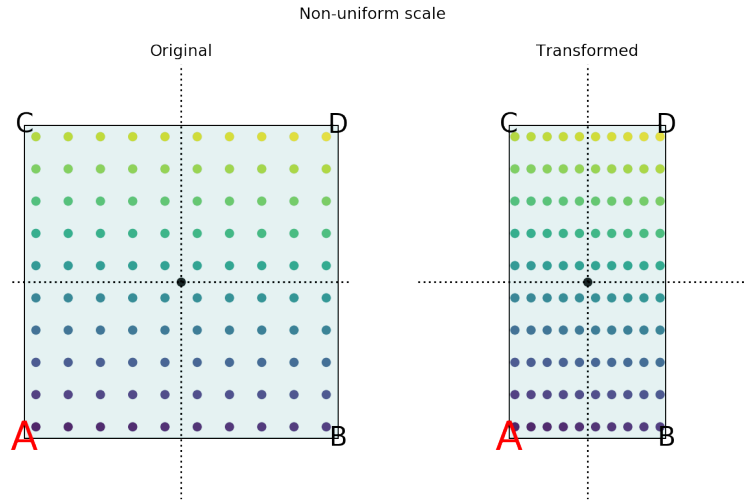 Non-uniform scale
Original
Transformed
C D
C D
A B
A B